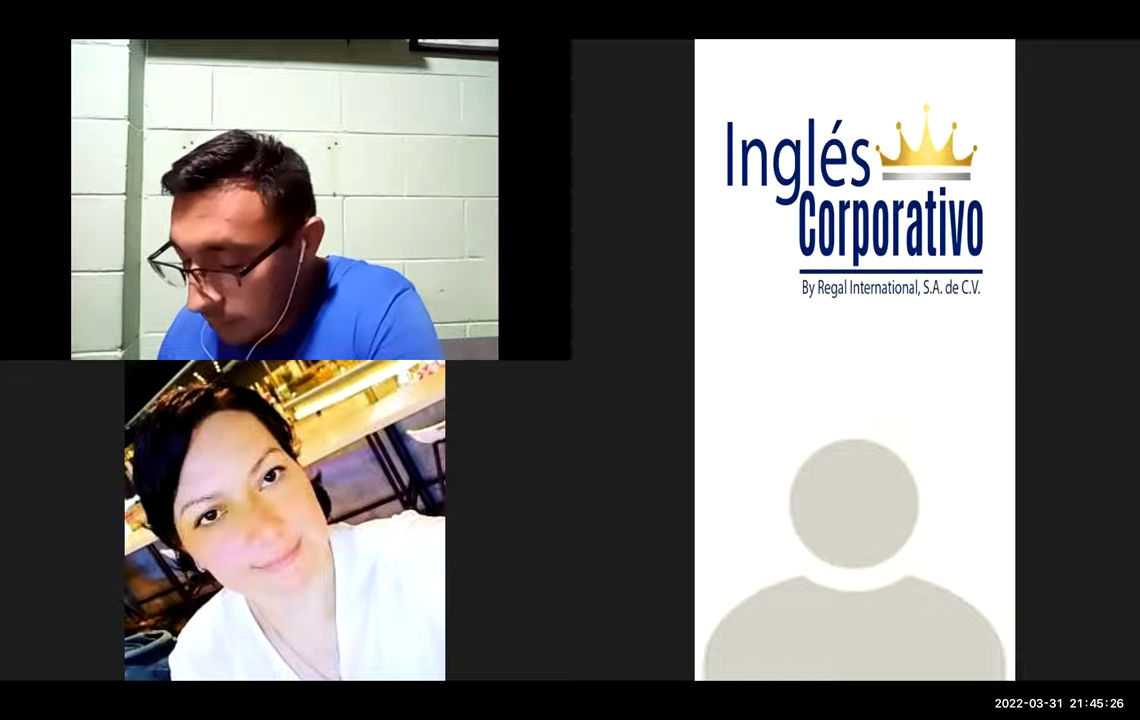 Inglés
Corporativo
By Regal International, S.A. de C.V.
2022-03-31 21:45:26